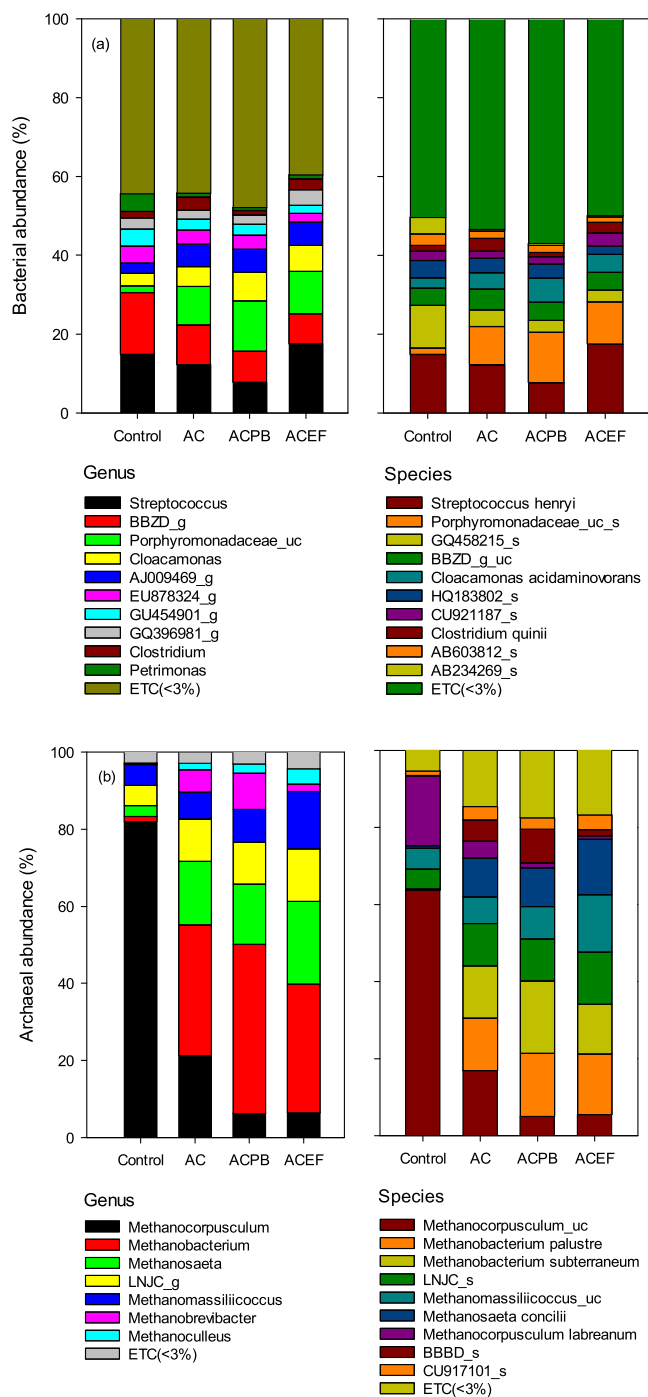 (a)
Bacterial abundance (%)
100
80
60
40
20
0
Control AC ACPB ACEF
Control AC ACPB ACEF
Genus
Streptococcus
BBZD_g
Porphyromonadaceae_uc
Cloacamonas
AJ009469_g
EU878324_g
GU454901_g
GQ396981_g
Clostridium
Petrimonas
ETC(<3%)
Species
Streptococcus henryi
Porphyromonadaceae_uc_s
GQ458215_s
BBZD_g_uc
Cloacamonas acidaminovorans
HQ183802_s
CU921187_s
Clostridium quinii
AB603812_s
AB234269_s
ETC(<3%)
(b)
Archaeal abundance (%)
100
80
60
40
20
0
Control AC ACPB ACEF
Control AC ACPB ACEF
Genus
Methanocorpusculum
Methanobacterium
Methanosaeta
LNJC_g
Methanomassiliicoccus
Methanobrevibacter
Methanoculleus
ETC(<3%)
Species
Methanocorpusculum_uc
Methanobacterium palustre
Methanobacterium subterraneum
LNJC_s
Methanomassiliicoccus_uc
Methanosaeta concilii
Methanocorpusculum labreanum
BBBD_s
CU917101_s
ETC(<3%)